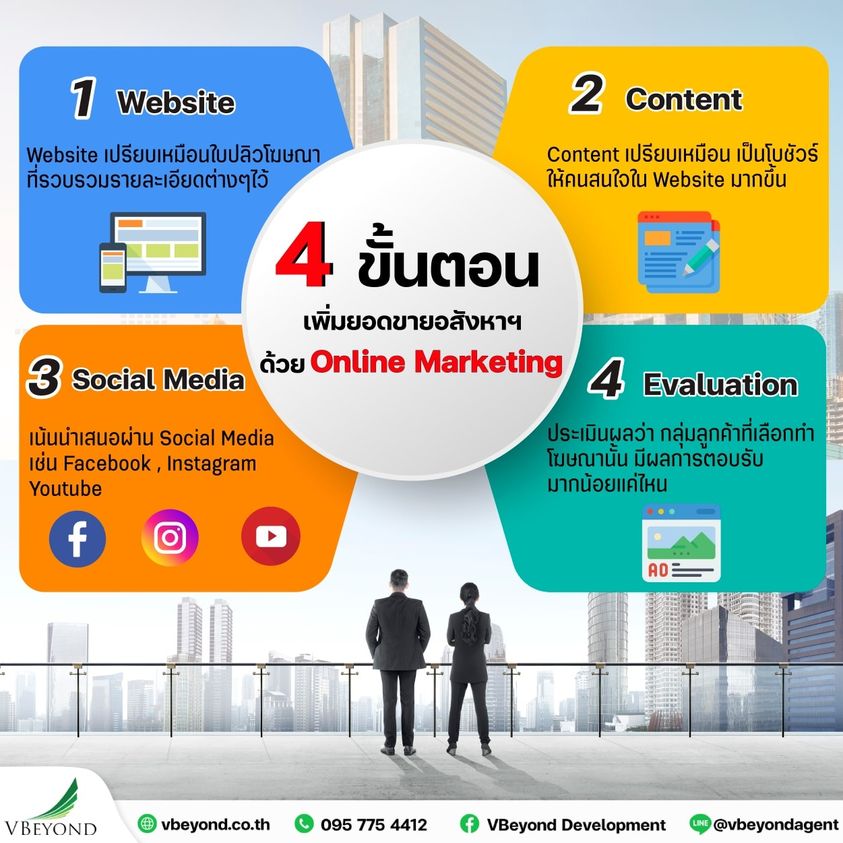 4 ขั้นตอน
เพิ่มยอดขายอสังหาฯ
ด้วย Online Marketing
1 Website
Website เปรียบเหมือนใบปลิวโฆษณา
ที่รวบรวมรายละเอียดต่างๆไว้
2 Content
Content เปรียบเหมือน เป็นโบชัวร์
ให้คนสนใจใน Website มากขึ้น
3 Social Media
เน้นนำเสนอผ่าน Social Media
เช่น Facebook , Instagram
Youtube
4 Evaluation
ประเมินผลว่า กลุ่มลูกค้าที่เลือกทำ
โฆษณานั้น มีผลการตอบรับ
มากน้อยแค่ไหน
AD
VBEYOND
vbeyond.co.th
095 775 4412
VBeyond Development
LINE
@vbeyondagent